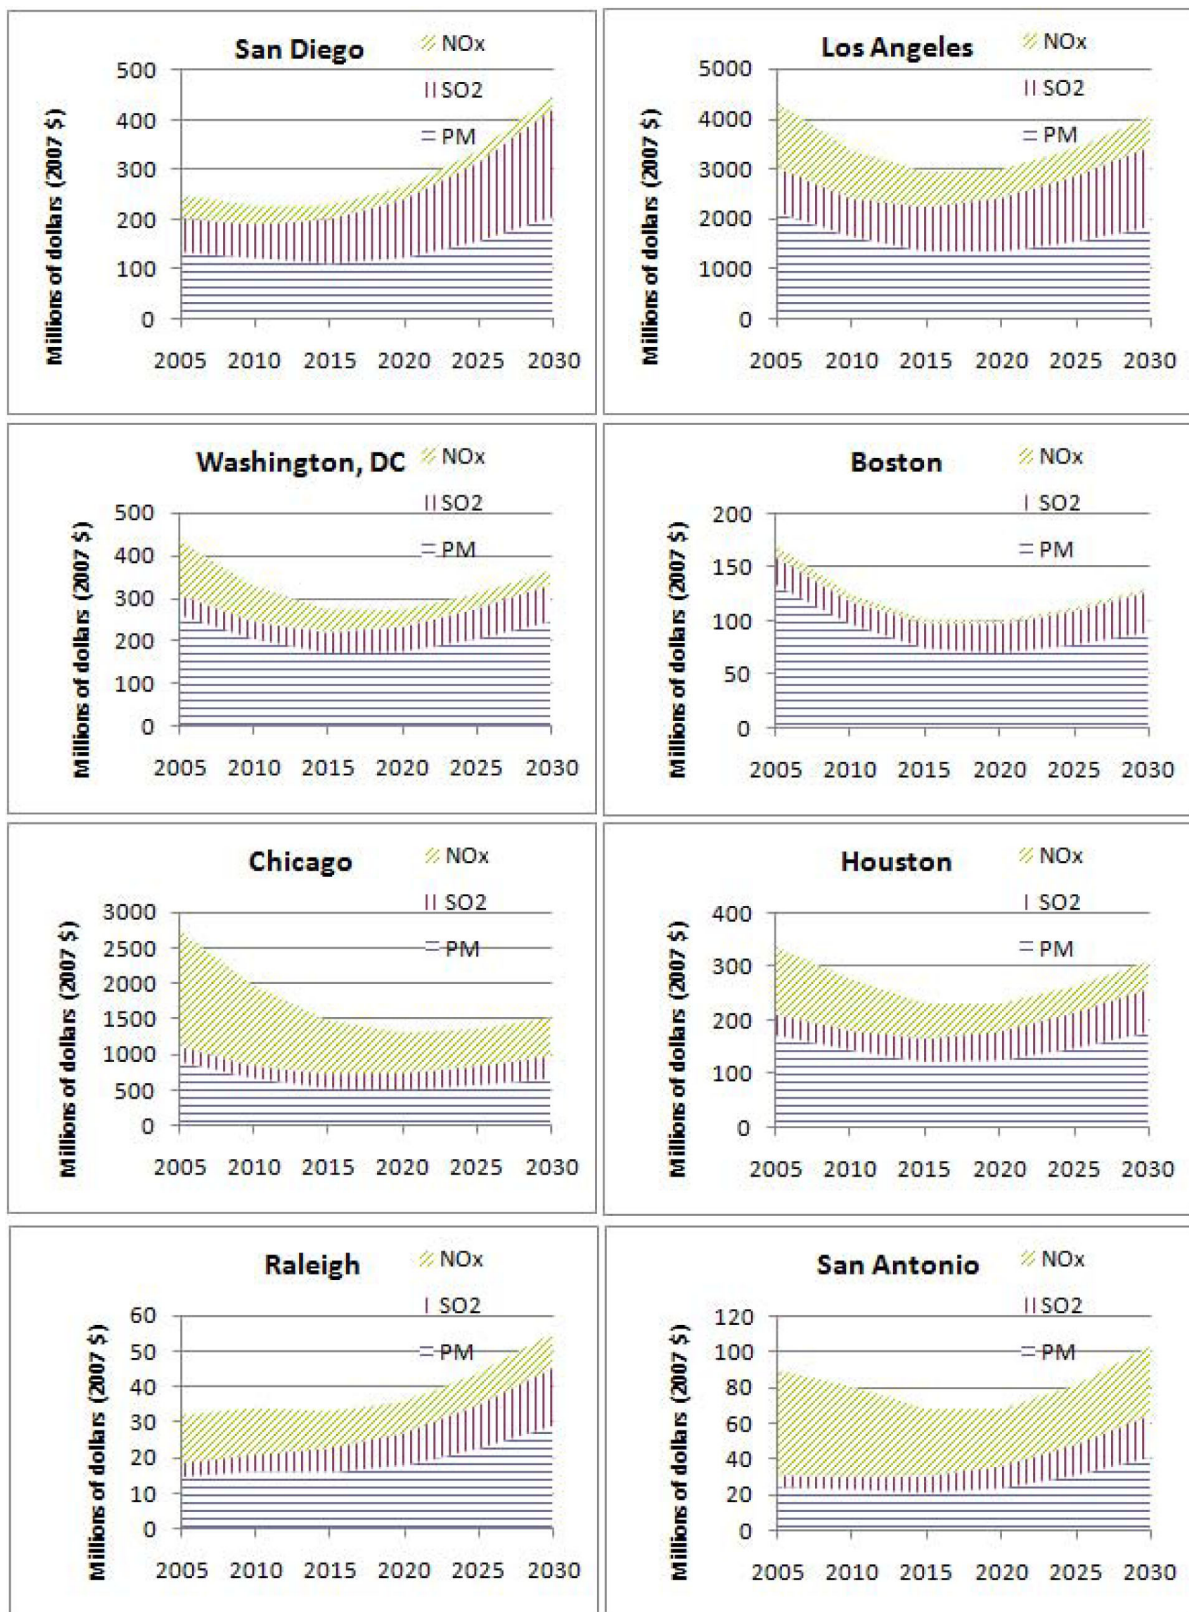 San Diego
NOx
SO2
PM
Millions of dollars (2007 $)
500
400
300
200
100
0
2005 2010 2015 2020 2025 2030
Los Angeles
NOx
SO2
PM
Millions of dollars (2007 $)
5000
4000
3000
2000
1000
0
2005 2010 2015 2020 2025 2030
Washington, DC
NOx
SO2
PM
Millions of dollars (2007 $)
500
400
300
200
100
0
2005 2010 2015 2020 2025 2030
Boston
NOx
SO2
PM
Millions of dollars (2007 $)
200
150
100
50
0
2005 2010 2015 2020 2025 2030
Chicago
NOx
SO2
PM
Millions of dollars (2007 $)
3000
2500
2000
1500
1000
500
0
2005 2010 2015 2020 2025 2030
Houston
NOx
SO2
PM
Millions of dollars (2007 $)
400
300
200
100
0
2005 2010 2015 2020 2025 2030
Raleigh
NOx
SO2
PM
Millions of dollars (2007 $)
60
50
40
30
20
10
0
2005 2010 2015 2020 2025 2030
San Antonio
NOx
SO2
PM
Millions of dollars (2007 $)
120
100
80
60
40
20
0
2005 2010 2015 2020 2025 2030